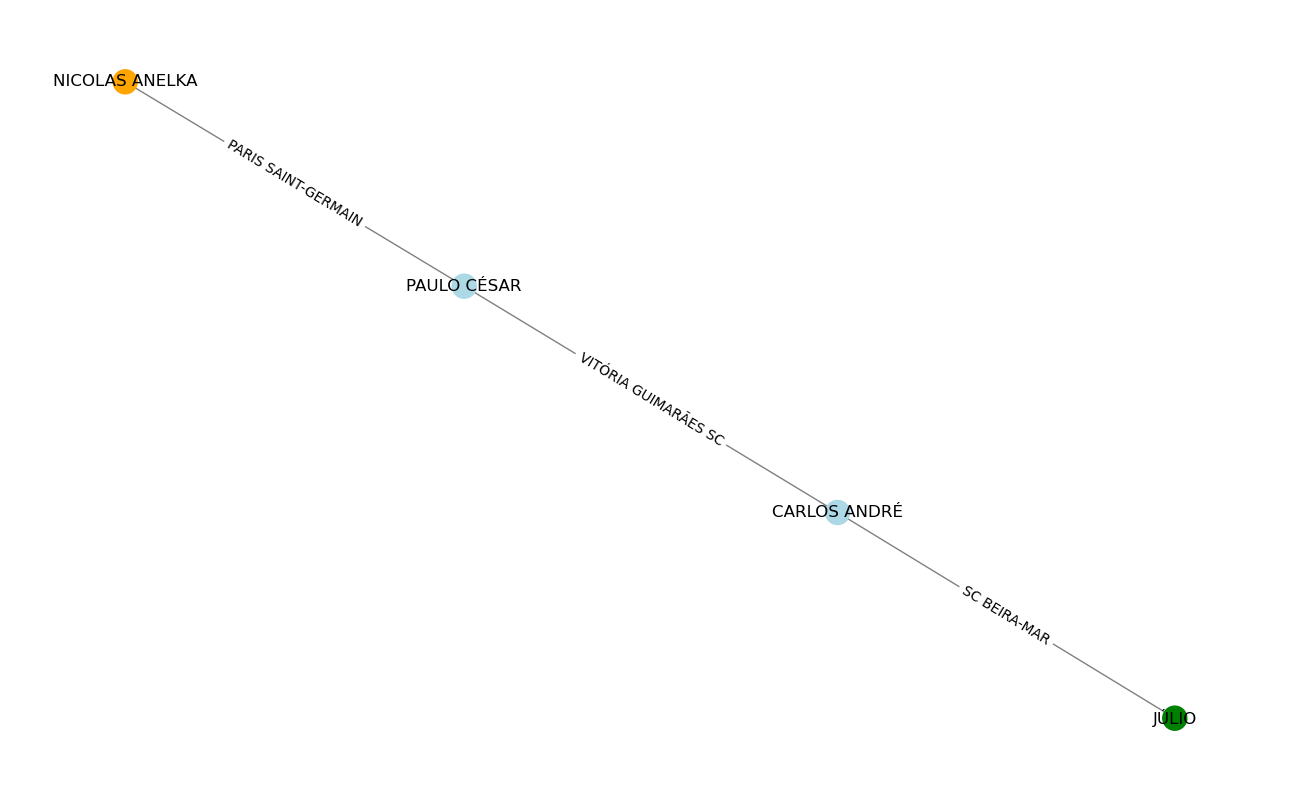 NICOLAS ANELKA
PARIS SAINT-GERMAIN
PAULO CÉSAR
VITÓRIA GUIMARÃES SC
CARLOS ANDRÉ
SC BEIRA-MAR
JÚLIO